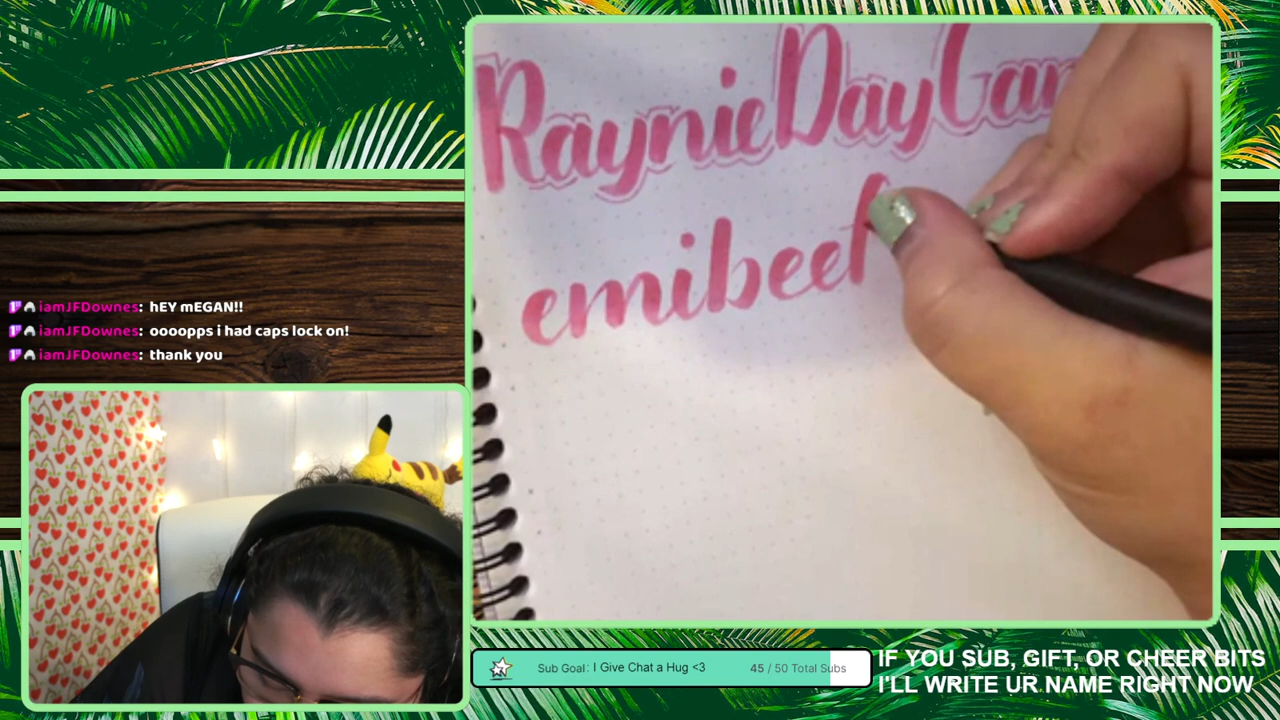 RaynieDayGam
emibeef
iamJFDownes: hEY mEGAN!!
iamJFDownes: oooopps i had caps lock on!
iamJFDownes: thank you
Sub Goal: I Give Chat a Hug <3 45 / 50 Total Subs
IF YOU SUB, GIFT, OR CHEER BITS
I'LL WRITE UR NAME RIGHT NOW